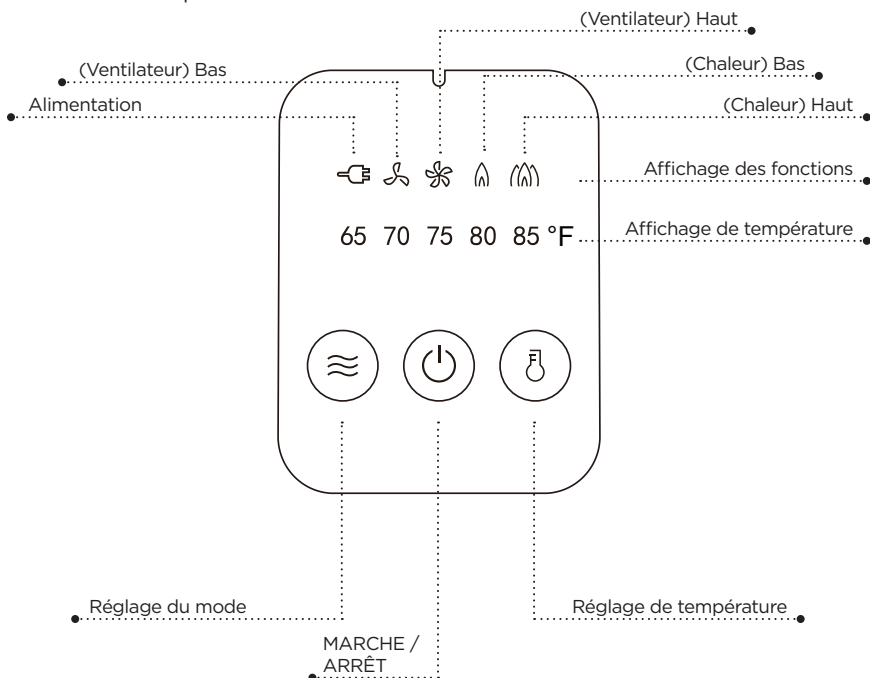 (Ventilateur) Haut
(Ventilateur) Bas
(Chaleur) Bas
Alimentation
(Chaleur) Haut
Affichage des fonctions
65 70 75 80 85 °F
Affichage de température
Réglage du mode
Réglage de température
MARCHE /
ARRÊT